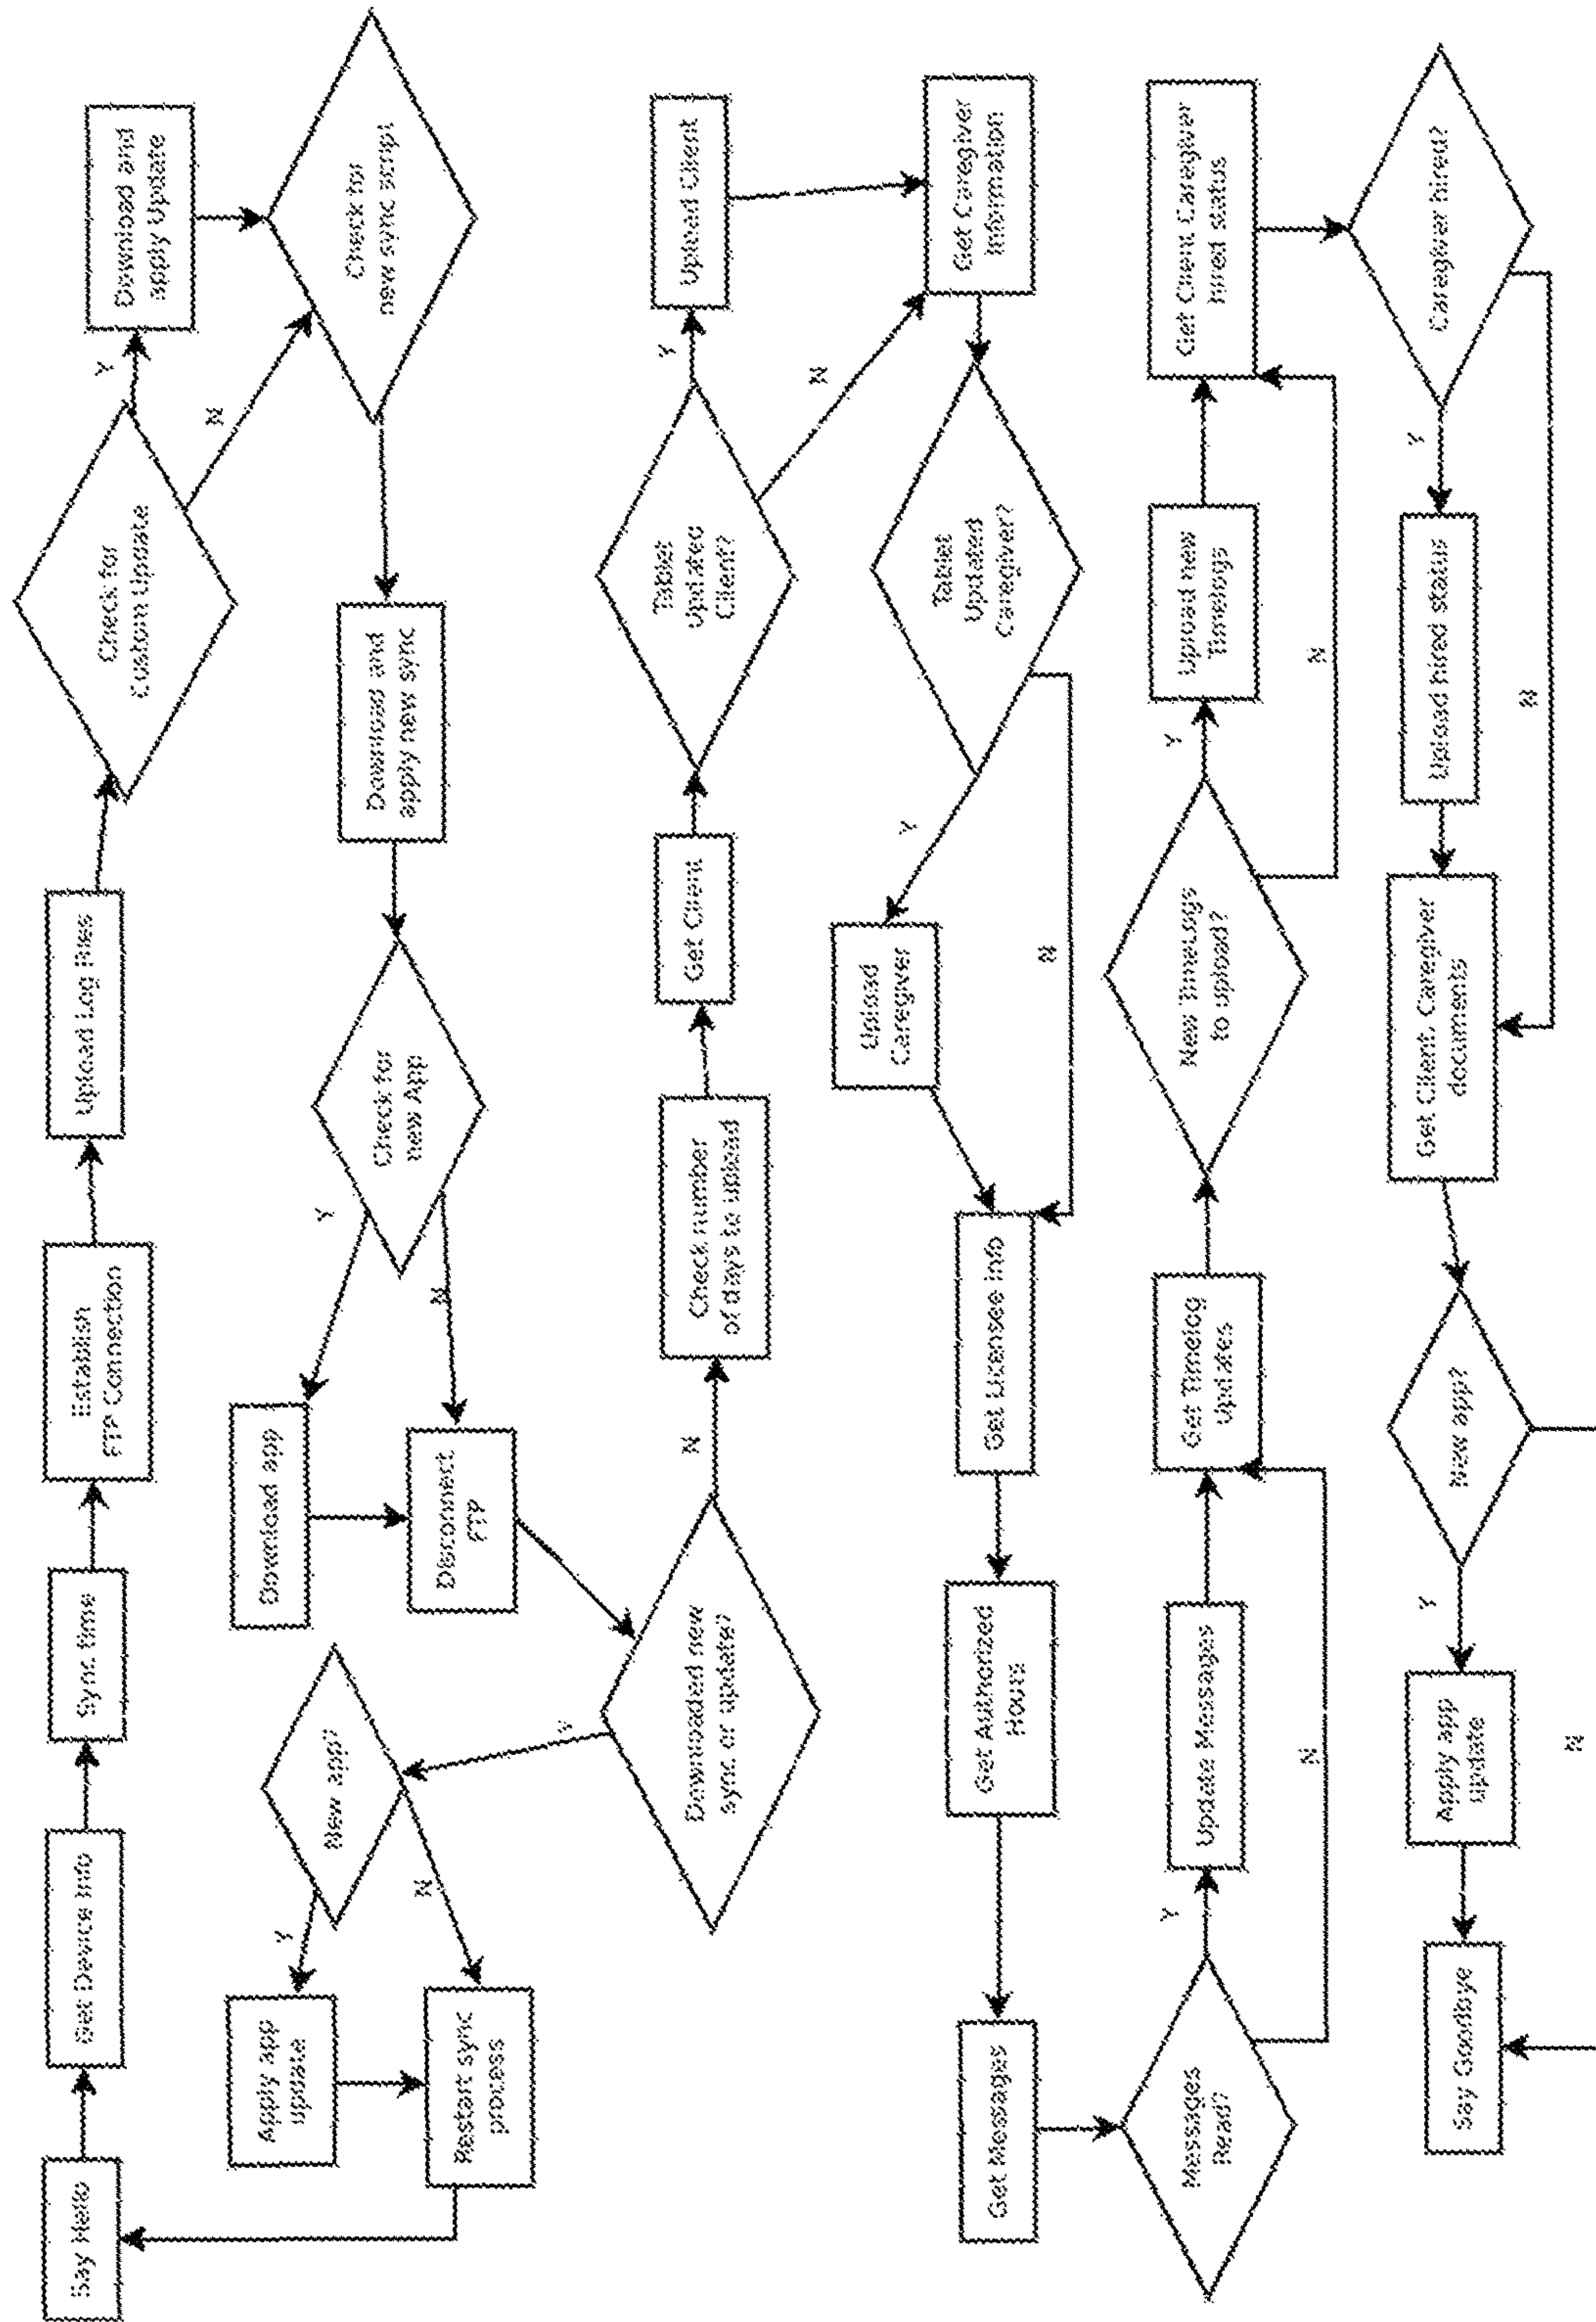 Say Hello
Get Device Info
Sync time
Establish
FTP Connection
Upload Log files
Check for
Custom Update
Y
N
Download and
apply Update
Check for
new sync script
Download and
apply new sync
Check for
new App
Y
N
Download app
Disconnect
FTP
Downloaded new
sync or update?
Y
N
New app?
Y
N
Apply app
update
Restart sync
process
Check number
of days to upload
Get Client
Tablet
Updated
Client?
Y
N
Upload Client
Get Caregiver
Information
Tablet
Updated
Caregiver?
Y
N
Upload
Caregiver
Get Licensee info
Get Authorized
Hours
Get Messages
Messages
Read?
Y
N
Update Messages
Get Timelog
Updates
New TimeLogs
to upload?
Y
N
Upload new
Timelogs
Get Client Caregiver
hired status
Caregiver hired?
Y
N
Upload hired status
Get Client, Caregiver
documents
New app?
Y
N
Apply app
update
Say Goodbye